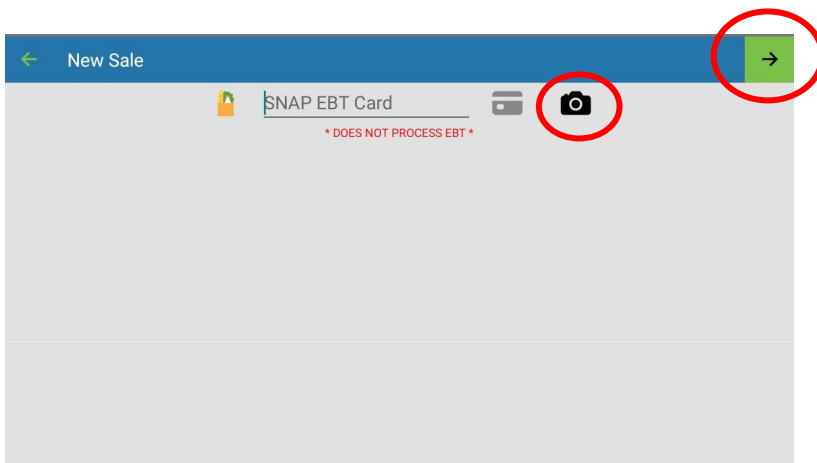 New Sale
SNAP EBT Card
* DOES NOT PROCESS EBT *